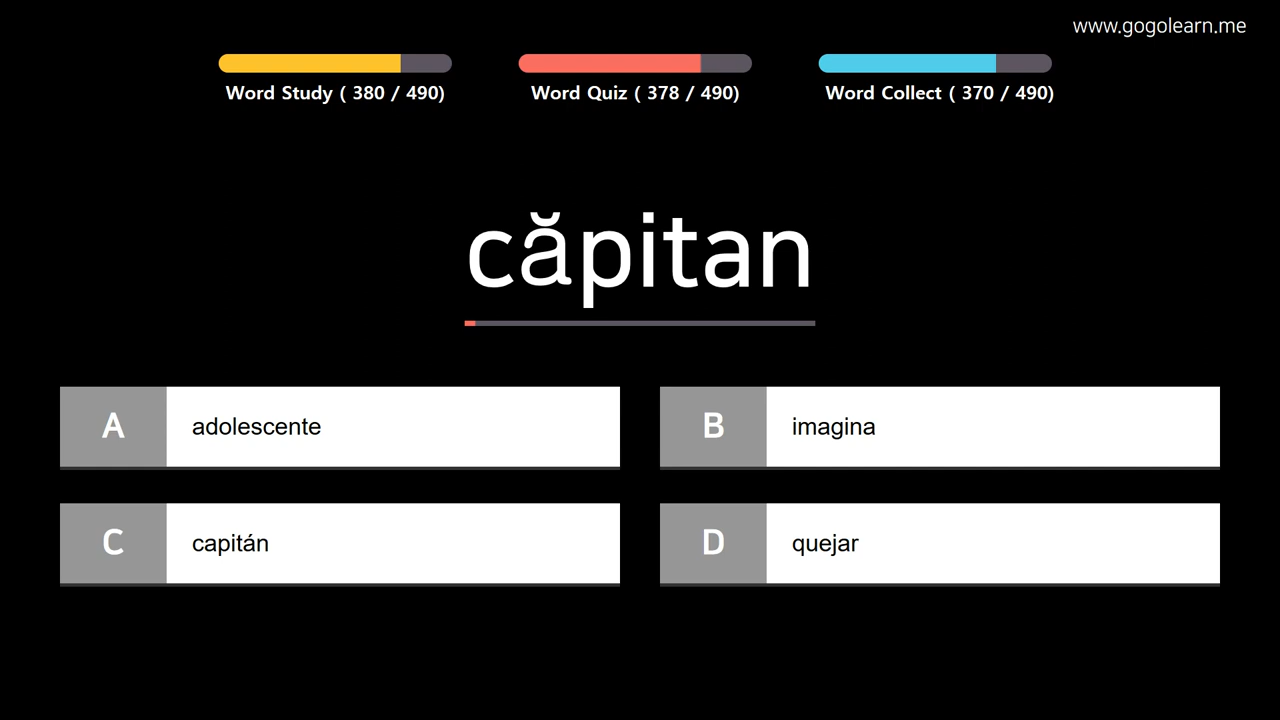 www.gogolearn.me
Word Study ( 380 / 490)
Word Quiz ( 378 / 490)
Word Collect ( 370 / 490)
căpitan
A adolescente
B imagina
C capitán
D quejar